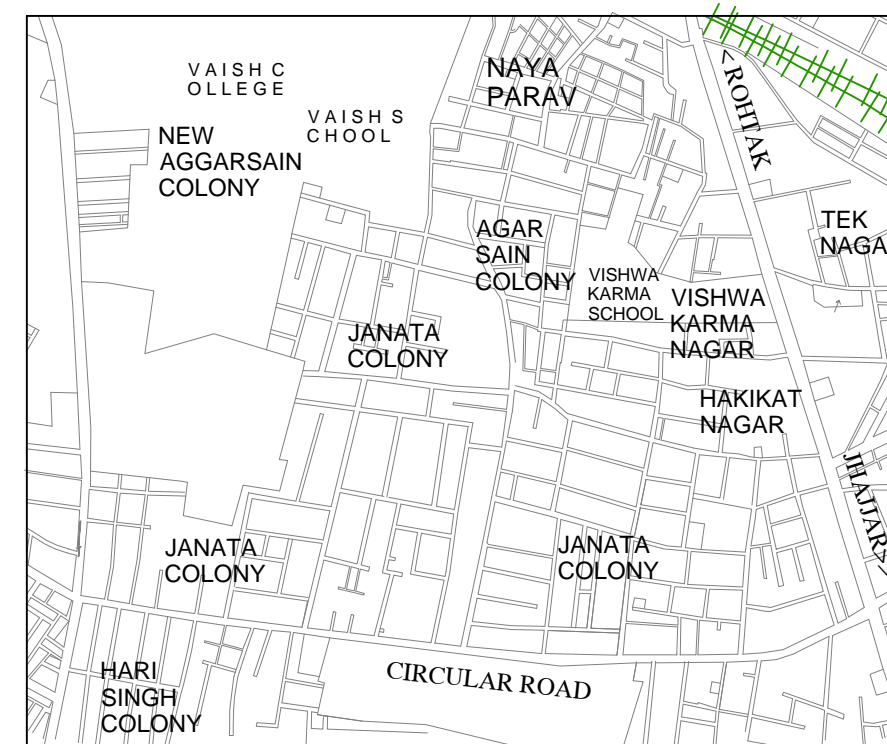 VAISH C
OLLEGE
VAISH S
CHOOL
NEW
AGGARSAIN
COLONY
NAYA
PARAV
<ROHTAK
AGAR
SAIN
COLONY
TEK
NAGA
VISHWA
KARMA
SCHOOL
VISHWA
KARMA
NAGAR
JANATA
COLONY
HAKIKAT
NAGAR
JHAJJAR>
JANATA
COLONY
JANATA
COLONY
HARI
SINGH
COLONY
CIRCULAR ROAD